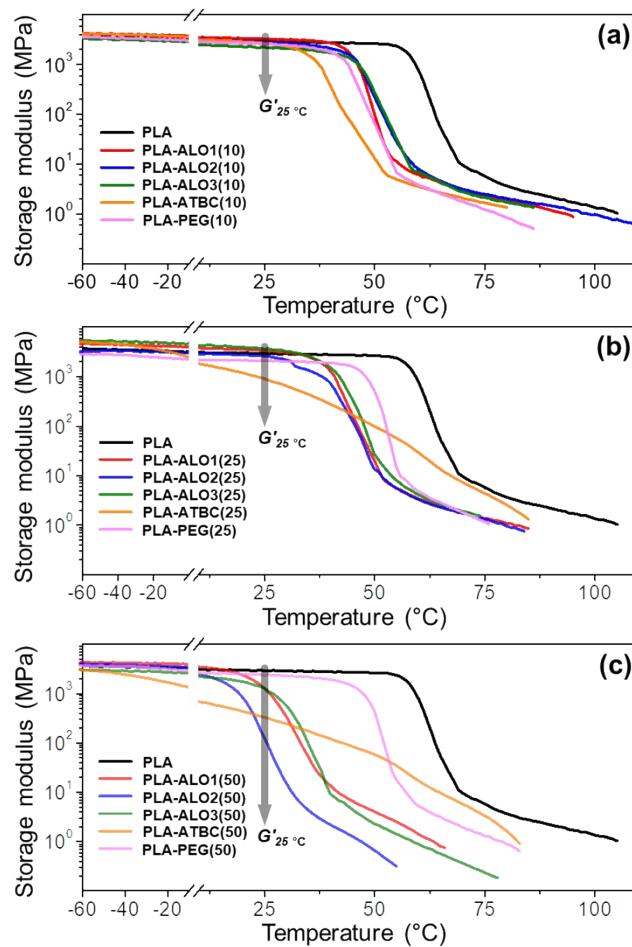 (a)
Storage modulus (MPa)
10³
10²
10¹
10⁰
G'25 °C
PLA
PLA-ALO1(10)
PLA-ALO2(10)
PLA-ALO3(10)
PLA-ATBC(10)
PLA-PEG(10)
-60 -40 -20 25 50 75 100
Temperature (°C)
(b)
Storage modulus (MPa)
10³
10²
10¹
10⁰
G'25 °C
PLA
PLA-ALO1(25)
PLA-ALO2(25)
PLA-ALO3(25)
PLA-ATBC(25)
PLA-PEG(25)
-60 -40 -20 25 50 75 100
Temperature (°C)
(c)
Storage modulus (MPa)
10³
10²
10¹
10⁰
PLA
PLA-ALO1(50)
PLA-ALO2(50)
PLA-ALO3(50)
PLA-ATBC(50)
PLA-PEG(50)
G'25 °C
-60 -40 -20 25 50 75 100
Temperature (°C)